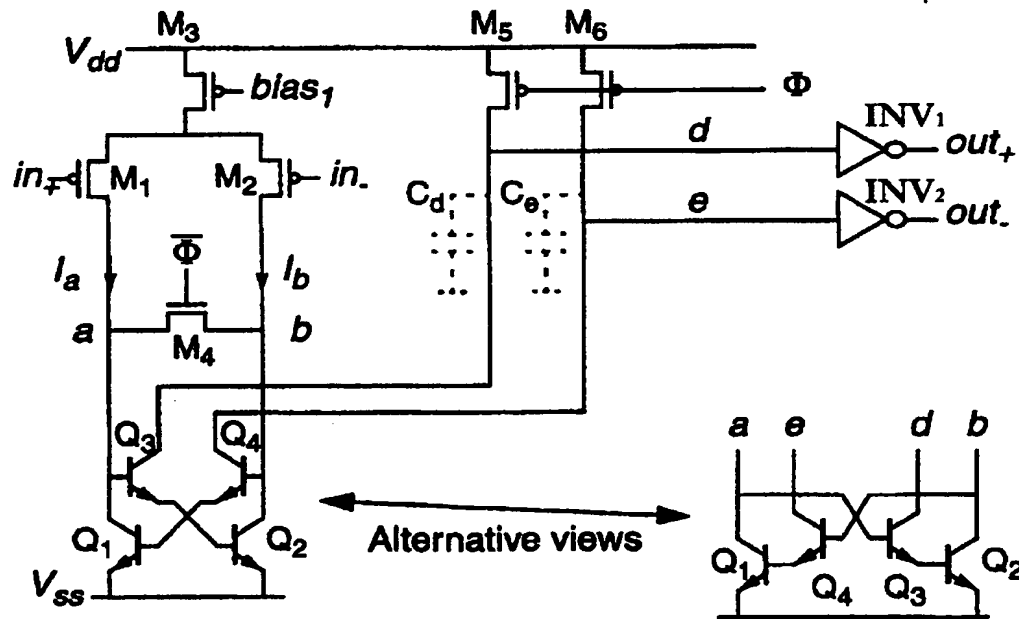 M3 M5 M6
Vdd
bias1 Φ
d INV1 out+
in+ M1 M2 in-
Cd Ce e INV2 out-
Φ̅
Ia Ib
a M4 b
a e d b
Q3 Q4
Q1 Q2
Alternative views
Q1 Q4 Q3 Q2
Vss